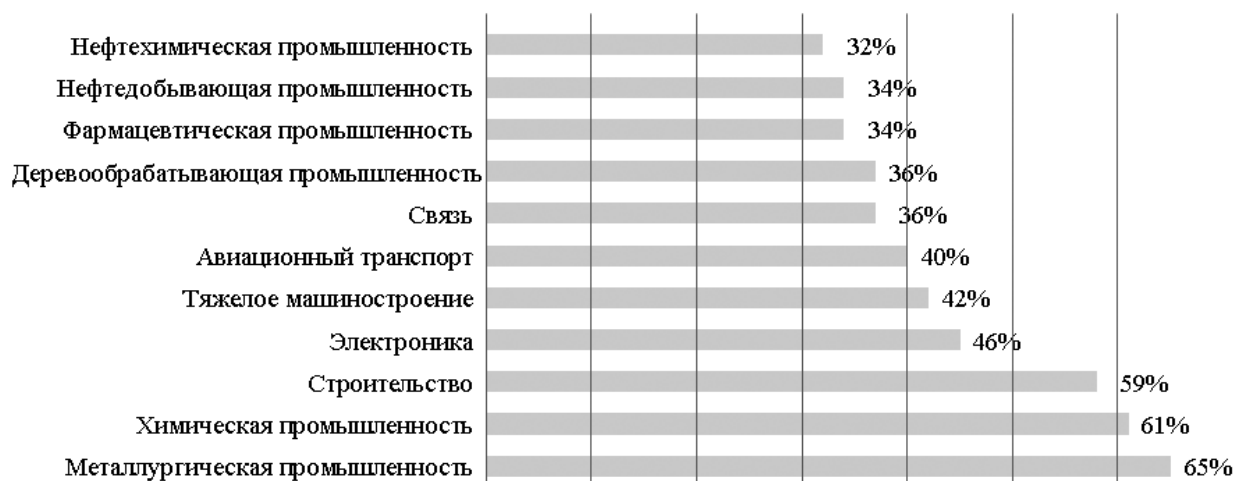 Нефтехимическая промышленность 32%
Нефтедобывающая промышленность 34%
Фармацевтическая промышленность 34%
Деревообрабатывающая промышленность 36%
Связь 36%
Авиационный транспорт 40%
Тяжелое машиностроение 42%
Электроника 46%
Строительство 59%
Химическая промышленность 61%
Металлургическая промышленность 65%